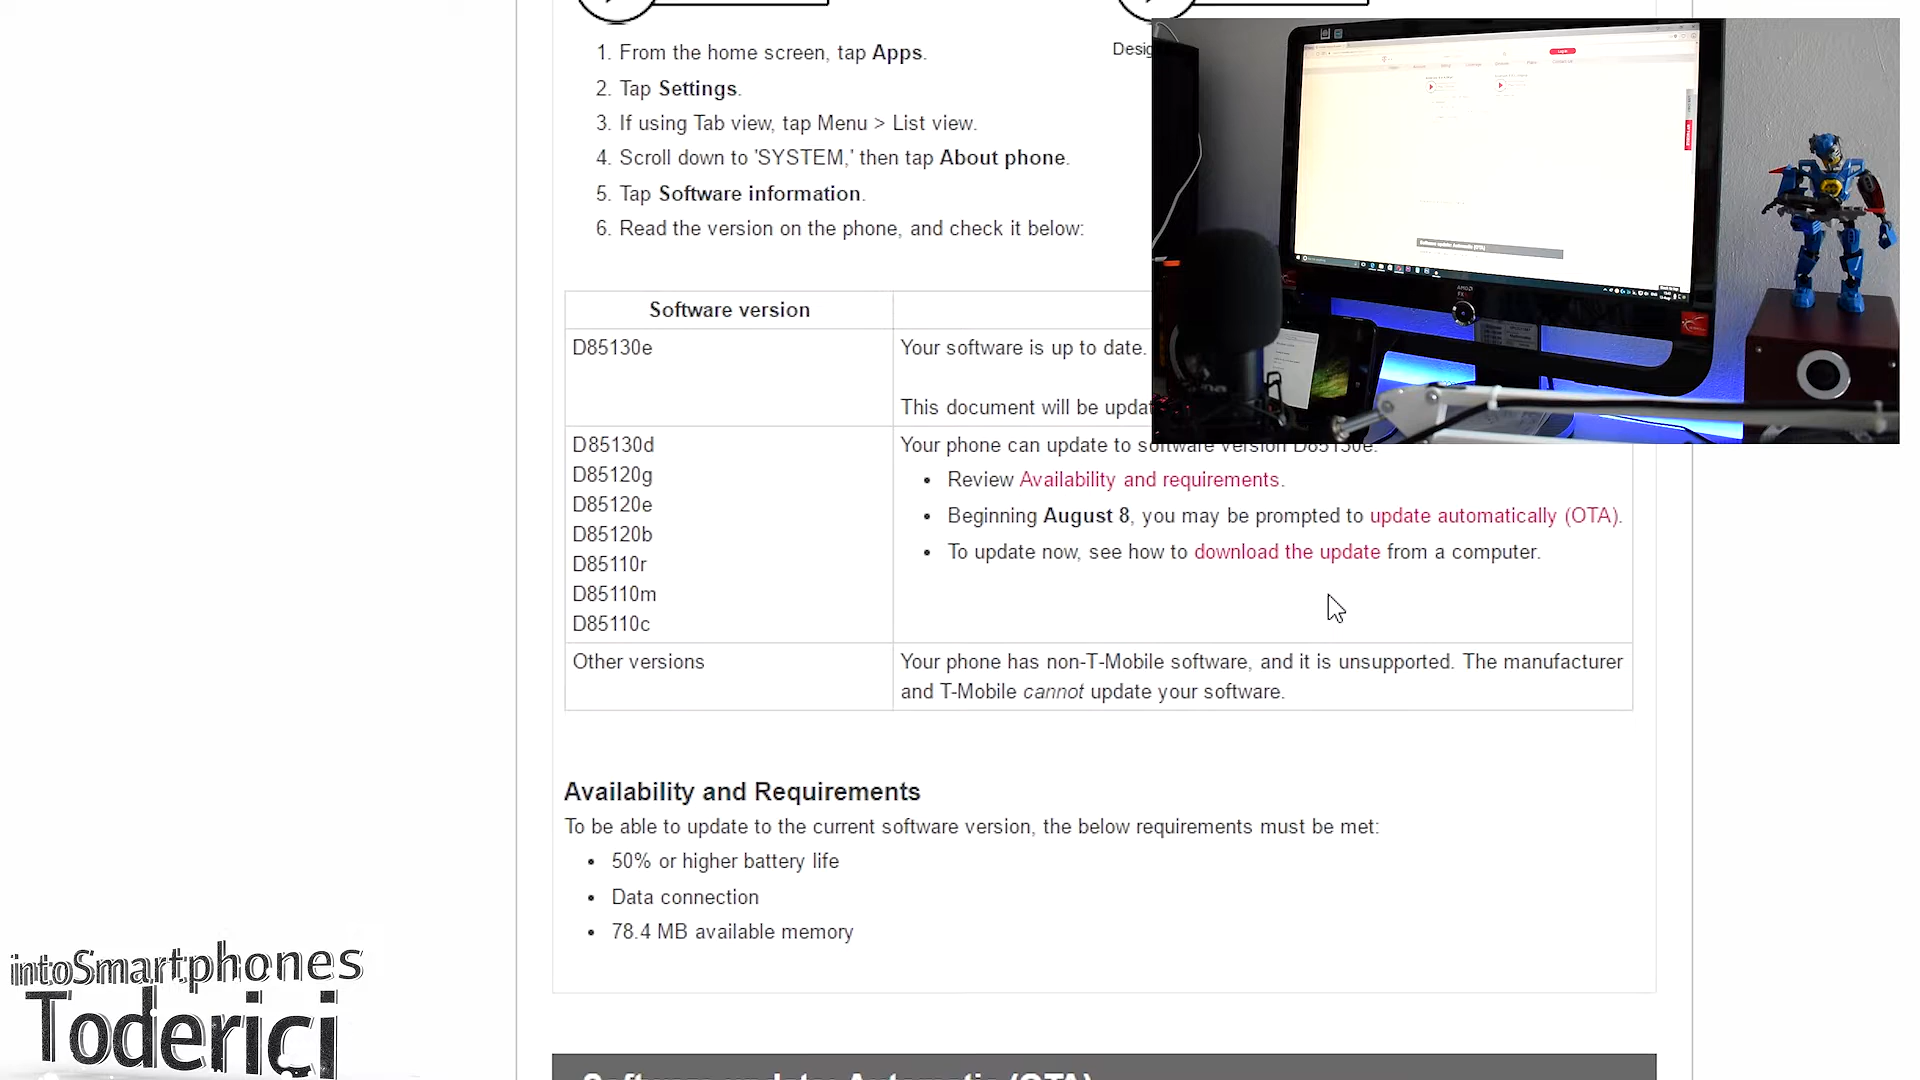 1. From the home screen, tap Apps.
2. Tap Settings.
3. If using Tab view, tap Menu > List view.
4. Scroll down to 'SYSTEM,' then tap About phone.
5. Tap Software information.
6. Read the version on the phone, and check it below:
Desig
Software version
D85130e
Your software is up to date.
This document will be updat
D85130d
D85120g
D85120e
D85120b
D85110r
D85110m
D85110c
Your phone can update to software version D85130e.
• Review Availability and requirements.
• Beginning August 8, you may be prompted to update automatically (OTA).
• To update now, see how to download the update from a computer.
Other versions
Your phone has non-T-Mobile software, and it is unsupported. The manufacturer
and T-Mobile cannot update your software.
Availability and Requirements
To be able to update to the current software version, the below requirements must be met:
• 50% or higher battery life
• Data connection
• 78.4 MB available memory
Software update: Automatic (OTA)
intoSmartphones
Toderici